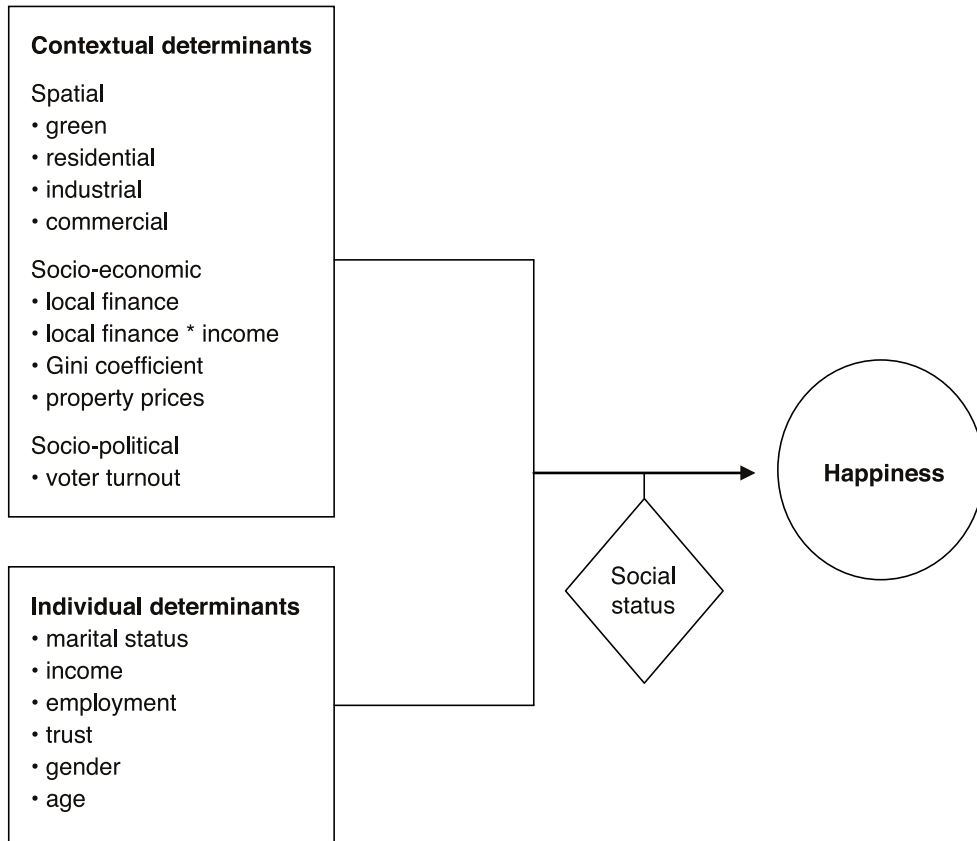 Contextual determinants
Spatial
• green
• residential
• industrial
• commercial
Socio-economic
• local finance
• local finance * income
• Gini coefficient
• property prices
Socio-political
• voter turnout
Individual determinants
• marital status
• income
• employment
• trust
• gender
• age
Social
status
Happiness